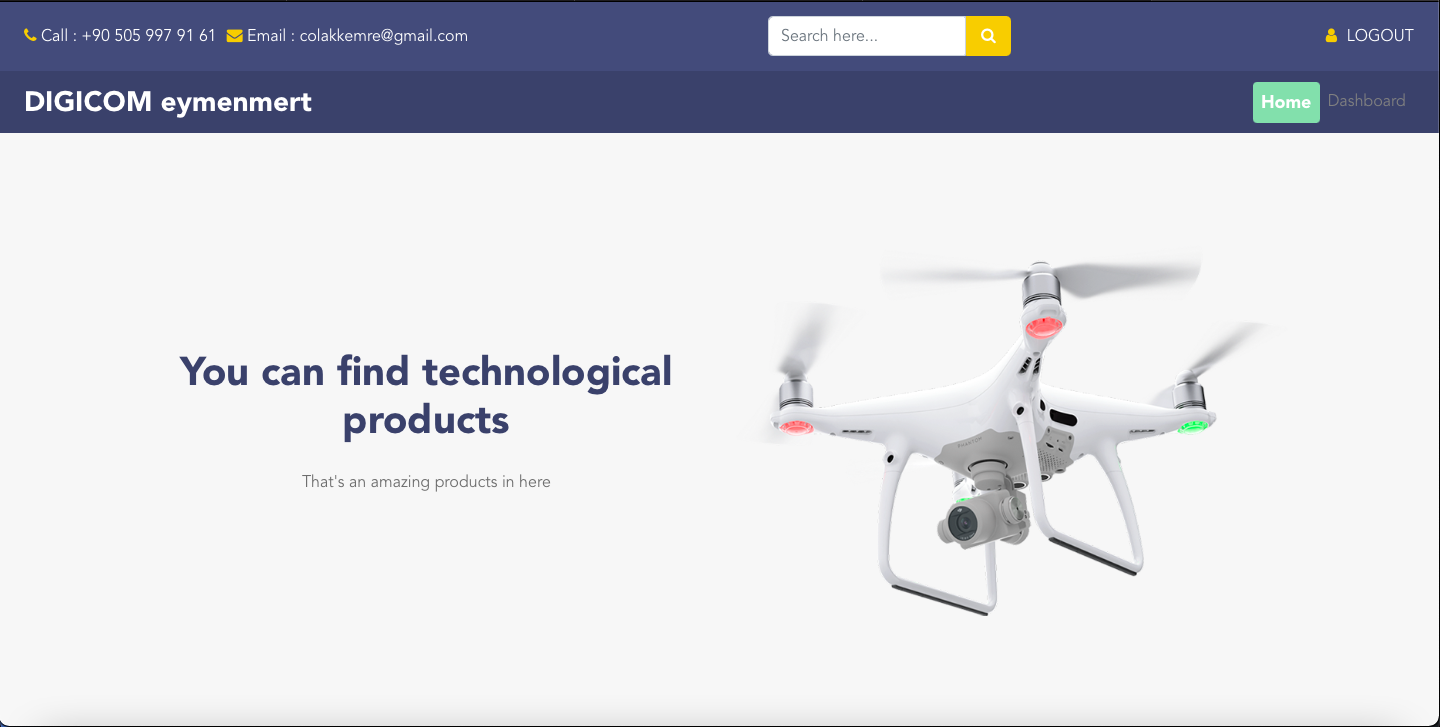 Call : +90 505 997 91 61 Email : colakkemre@gmail.com Search here... LOGOUT
DIGICOM eymenmert Home Dashboard
You can find technological
products
That's an amazing products in here